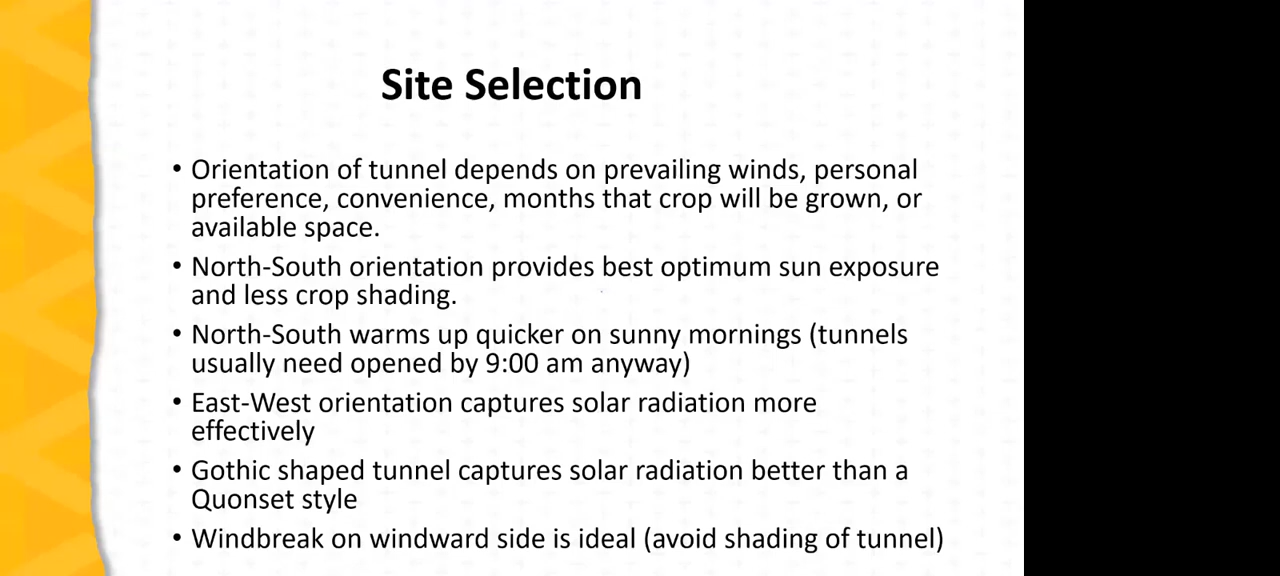 Site Selection
• Orientation of tunnel depends on prevailing winds, personal
preference, convenience, months that crop will be grown, or
available space.
• North-South orientation provides best optimum sun exposure
and less crop shading.
• North-South warms up quicker on sunny mornings (tunnels
usually need opened by 9:00 am anyway)
• East-West orientation captures solar radiation more
effectively
• Gothic shaped tunnel captures solar radiation better than a
Quonset style
• Windbreak on windward side is ideal (avoid shading of tunnel)